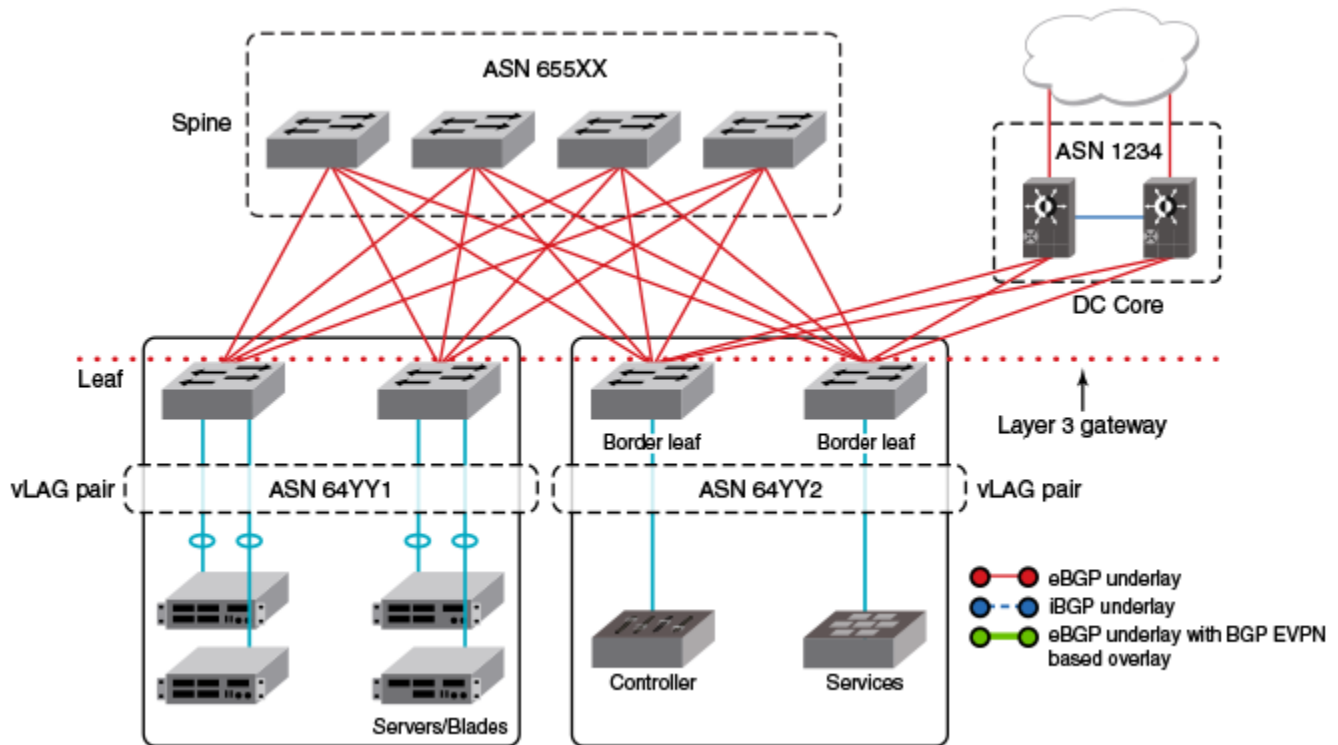 ASN 655XX
Spine
ASN 1234
DC Core
Leaf
Layer 3 gateway
Border leaf
Border leaf
vLAG pair
ASN 64YY1
ASN 64YY2
vLAG pair
eBGP underlay
iBGP underlay
eBGP underlay with BGP EVPN
based overlay
Controller
Services
Servers/Blades